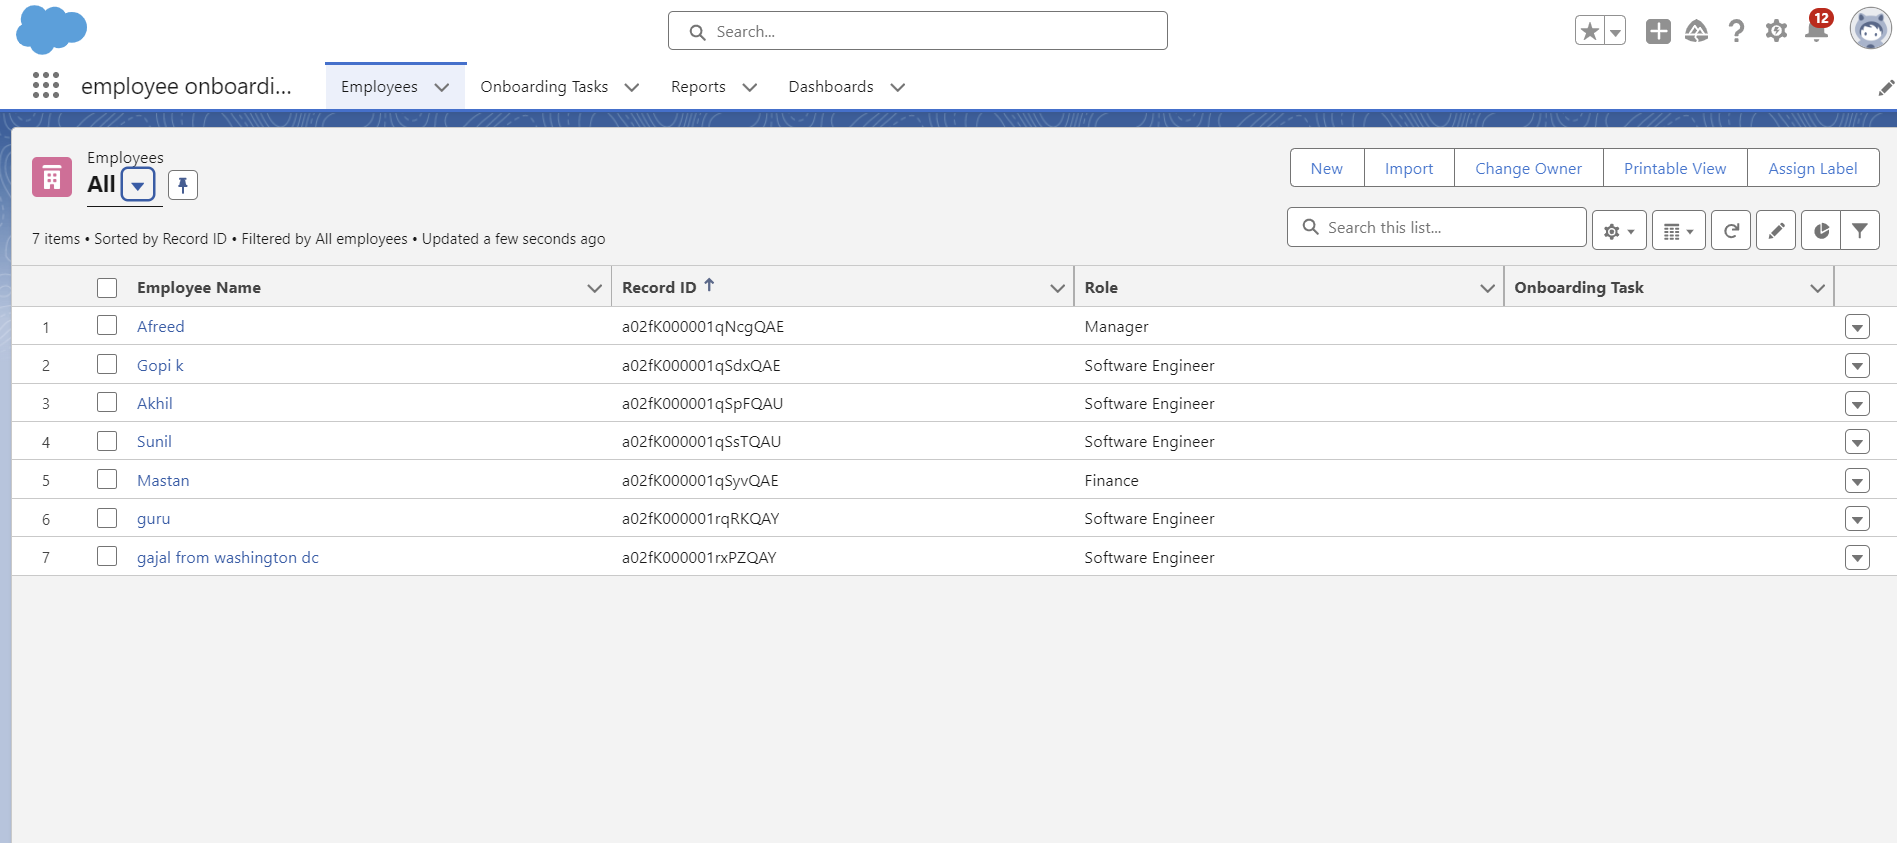 Search...
12
employee onboardi...
Employees
Onboarding Tasks
Reports
Dashboards
Employees
All
New
Import
Change Owner
Printable View
Assign Label
7 items • Sorted by Record ID • Filtered by All employees • Updated a few seconds ago
Search this list...
Employee Name Record ID Role Onboarding Task
1 Afreed a02fK000001qNcgQAE Manager
2 Gopi k a02fK000001qSdxQAE Software Engineer
3 Akhil a02fK000001qSpFQAU Software Engineer
4 Sunil a02fK000001qSsTQAU Software Engineer
5 Mastan a02fK000001qSyvQAE Finance
6 guru a02fK000001rqRKQAY Software Engineer
7 gajal from washington dc a02fK000001rxPZQAY Software Engineer